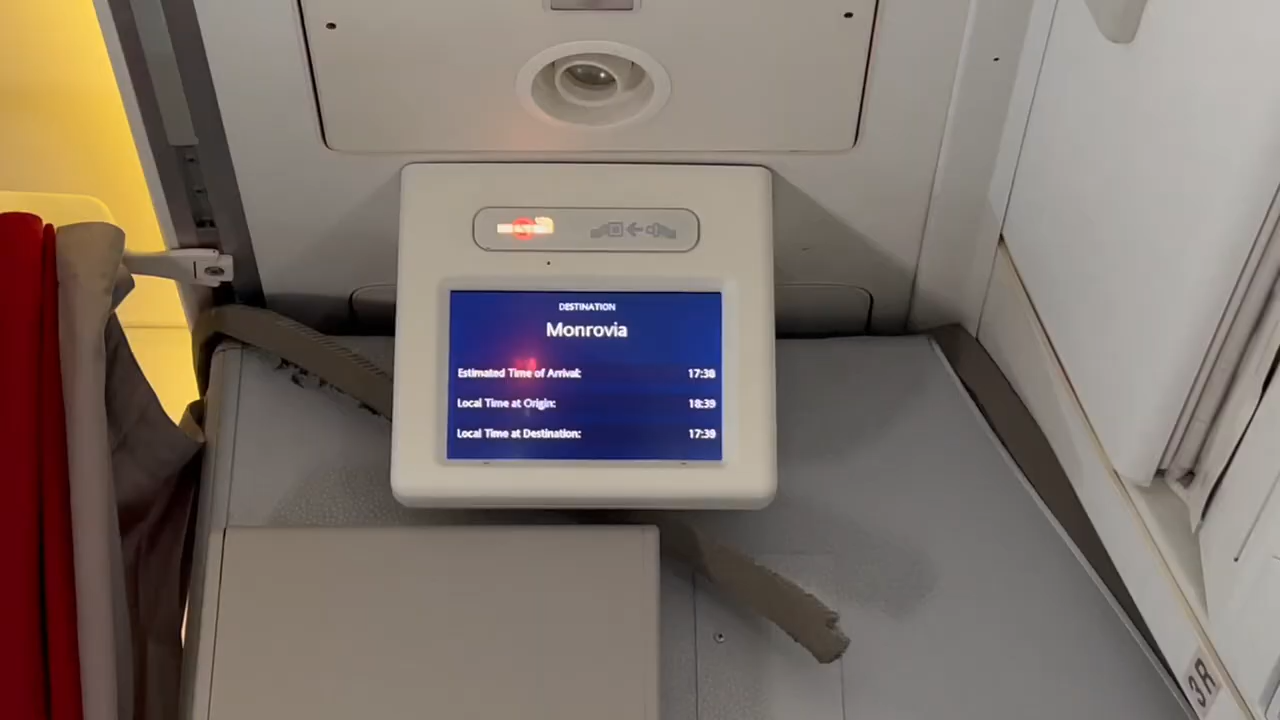 DESTINATION
Monrovia
Estimated Time of Arrival: 17:38
Local Time at Origin: 18:39
Local Time at Destination: 17:39
3R